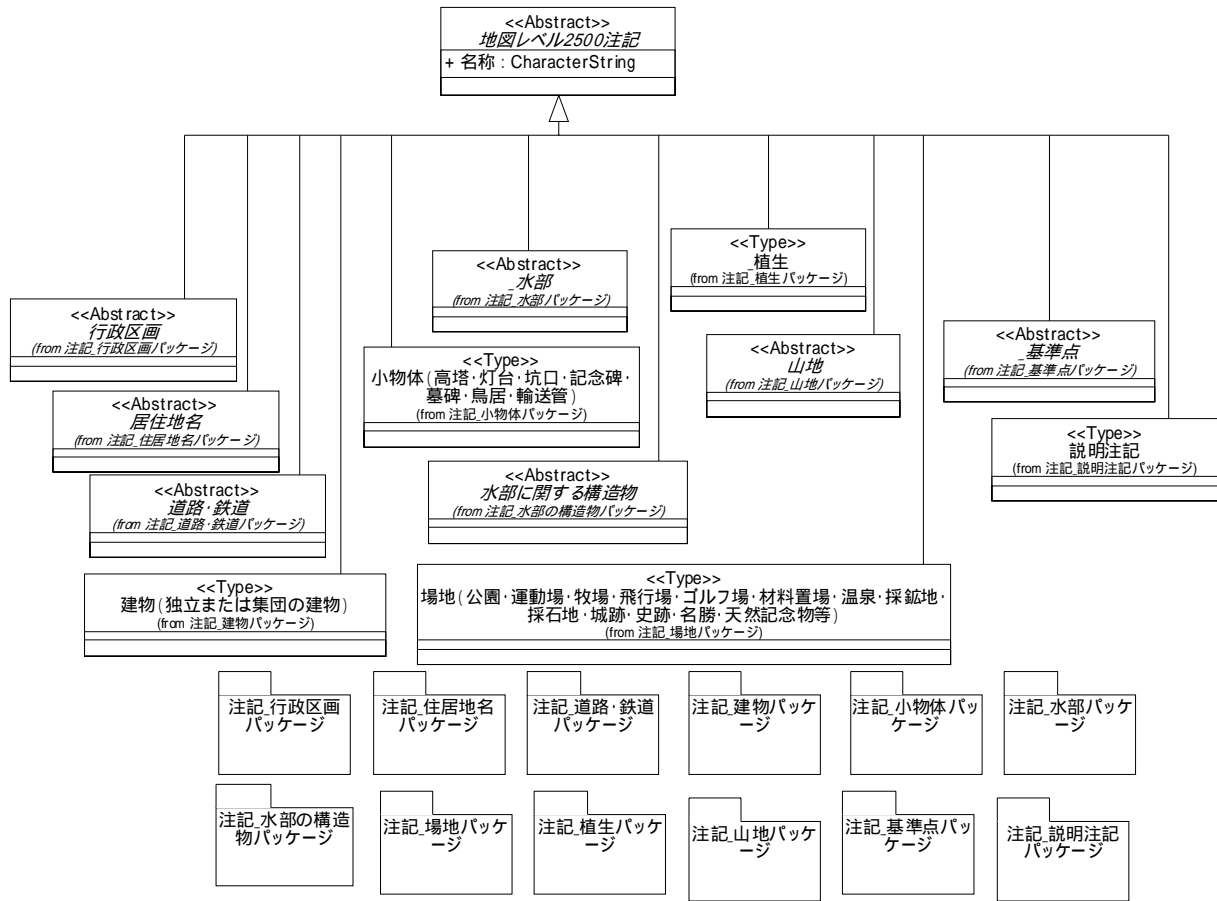 <<Abstract>>
地図レベル2500注記
+ 名称 : CharacterString
<<Type>>
_植生
(from 注記_植生パッケージ)
<<Abstract>>
_水部
(from 注記_水部パッケージ)
<<Abstract>>
行政区画
(from 注記_行政区画パッケージ)
<<Abstract>>
_基準点
(from 注記_基準点パッケージ)
<<Abstract>>
山地
(from 注記_山地パッケージ)
<<Type>>
小物体(高塔・灯台・坑口・記念碑・
墓碑・鳥居・輸送管)
(from 注記_小物体パッケージ)
<<Abstract>>
居住地名
(from 注記_住居地名パッケージ)
<<Type>>
説明注記
(from 注記_説明注記パッケージ)
<<Abstract>>
水部に関する構造物
(from 注記_水部の構造物パッケージ)
<<Abstract>>
道路・鉄道
(from 注記_道路・鉄道パッケージ)
<<Type>>
建物(独立または集団の建物)
(from 注記_建物パッケージ)
<<Type>>
場地(公園・運動場・牧場・飛行場・ゴルフ場・材料置場・温泉・採鉱地・
採石地・城跡・史跡・名勝・天然記念物等)
(from 注記_場地パッケージ)
注記_行政区画
パッケージ
注記_住居地名
パッケージ
注記_道路・鉄道
パッケージ
注記_建物パッケ
ージ
注記_小物体パッ
ケージ
注記_水部パッケ
ージ
注記_水部の構造
物パッケージ
注記_場地パッケ
ージ
注記_植生パッケ
ージ
注記_山地パッケ
ージ
注記_基準点パッ
ケージ
注記_説明注記
パッケージ